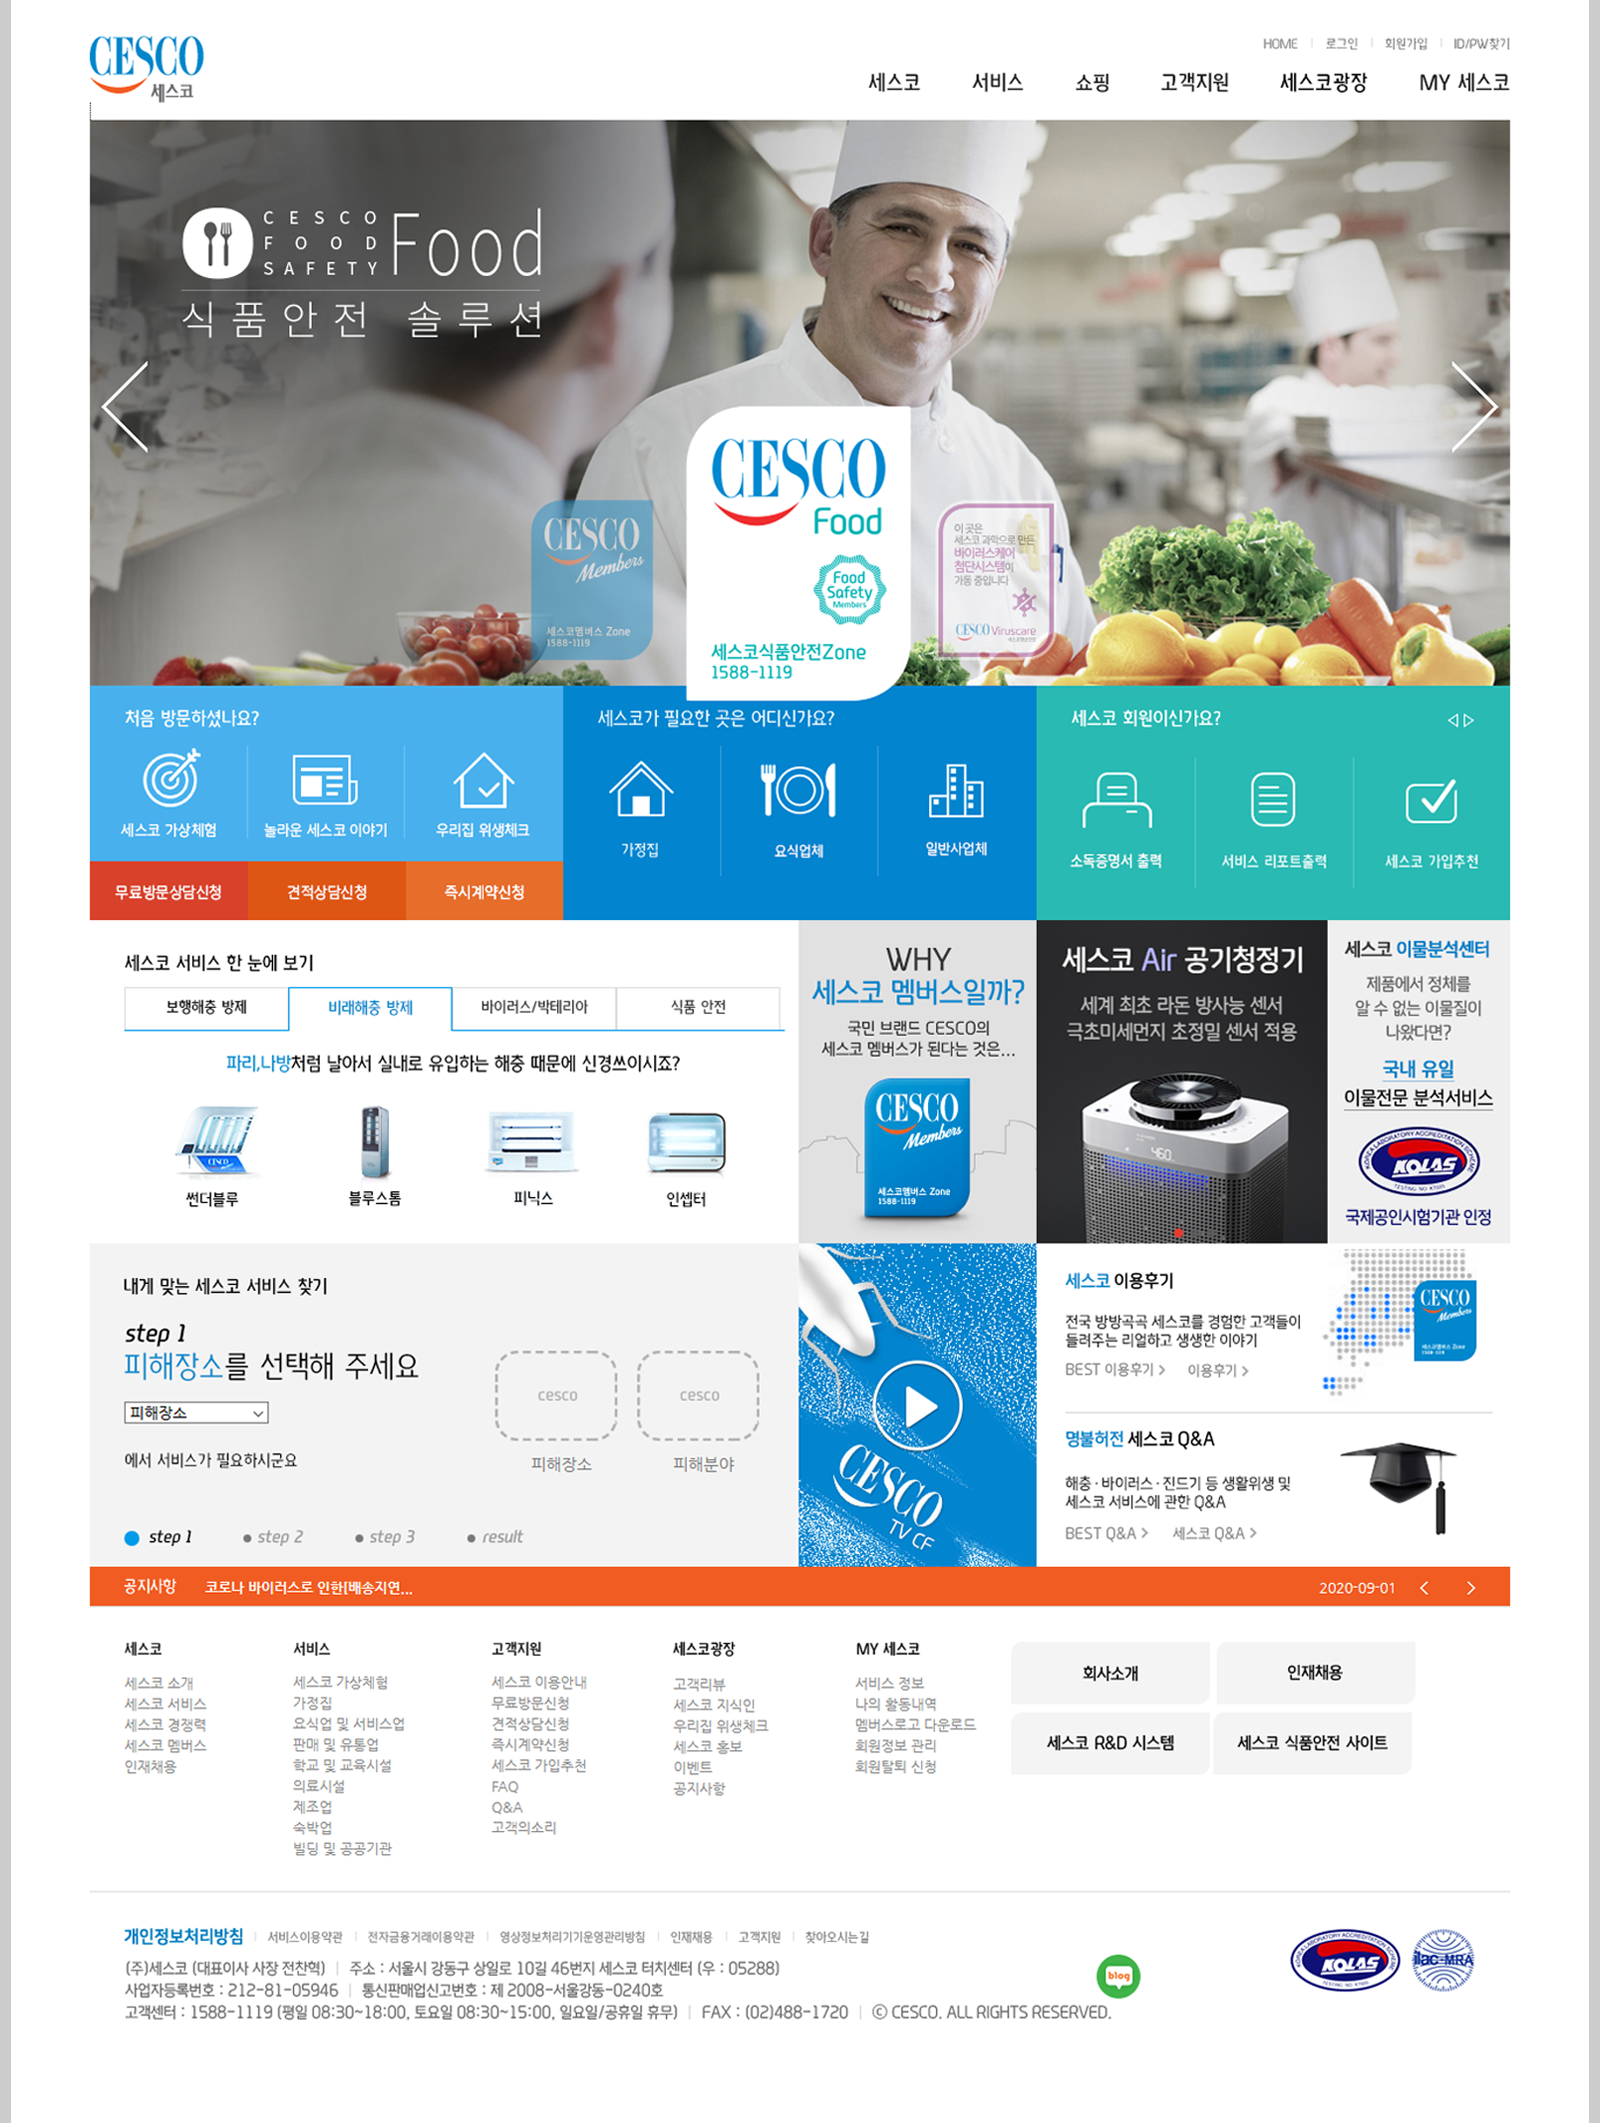 CESCO
세스코
HOME 로그인 회원가입 ID/PW찾기
세스코 서비스 쇼핑 고객지원 세스코광장 MY 세스코
CESCO
FOOD
SAFETY
Food
식품안전 솔루션
CESCO
Members
세스코멤버스 Zone
1588-1119
CESCO
Food
Food
Safety
Members
세스코식품안전Zone
1588-1119
이 곳은
세스코 과학으로 만든
바이러스케어
첨단시스템이
가동 중입니다
CESCO Viruscare
처음 방문하셨나요?
세스코 가상체험
놀라운 세스코 이야기
우리집 위생체크
무료방문상담신청
견적상담신청
즉시계약신청
세스코가 필요한 곳은 어디신가요?
가정집
요식업체
일반사업체
세스코 회원이신가요?
소독증명서 출력
서비스 리포트출력
세스코 가입추천
세스코 서비스 한 눈에 보기
보행해충 방제
비래해충 방제
바이러스/박테리아
식품 안전
파리,나방처럼 날아서 실내로 유입하는 해충 때문에 신경쓰이시죠?
CESCO
썬더블루
블루스톰
피닉스
인셉터
WHY
세스코 멤버스일까?
국민 브랜드 CESCO의
세스코 멤버스가 된다는 것은...
CESCO
Members
세스코멤버스 Zone
1588-1119
세스코 Air 공기청정기
세계 최초 라돈 방사능 센서
극초미세먼지 초정밀 센서 적용
460
세스코 이물분석센터
제품에서 정체를
알 수 없는 이물질이
나왔다면?
국내 유일
이물전문 분석서비스
KOREA LABORATORY ACCREDITATION SCHEME
KOLAS
국제공인시험기관 인정
내게 맞는 세스코 서비스 찾기
step 1
피해장소를 선택해 주세요
피해장소
에서 서비스가 필요하시군요
cesco
피해장소
cesco
피해분야
step 1
step 2
step 3
result
CESCO
TV CF
세스코 이용후기
전국 방방곡곡 세스코를 경험한 고객들이
들려주는 리얼하고 생생한 이야기
BEST 이용후기 > 이용후기 >
CESCO
Members
세스코멤버스 Zone
1588-1119
명불허전 세스코 Q&A
해충·바이러스·진드기 등 생활위생 및
세스코 서비스에 관한 Q&A
BEST Q&A > 세스코 Q&A >
공지사항 코로나 바이러스로 인한[배송지연... 2020-09-01
세스코
세스코 소개
세스코 서비스
세스코 경쟁력
세스코 멤버스
인재채용
서비스
세스코 가상체험
가정집
요식업 및 서비스업
판매 및 유통업
학교 및 교육시설
의료시설
제조업
숙박업
빌딩 및 공공기관
고객지원
세스코 이용안내
무료방문신청
견적상담신청
즉시계약신청
세스코 가입추천
FAQ
Q&A
고객의소리
세스코광장
고객리뷰
세스코 지식인
우리집 위생체크
세스코 홍보
이벤트
공지사항
MY 세스코
서비스 정보
나의 활동내역
멤버스로고 다운로드
회원정보 관리
회원탈퇴 신청
회사소개
인재채용
세스코 R&D 시스템
세스코 식품안전 사이트
개인정보처리방침 서비스이용약관 전자금융거래이용약관 영상정보처리기기운영관리방침 인재채용 고객지원 찾아오시는길
(주)세스코 (대표이사 사장 전찬혁) | 주소 : 서울시 강동구 상일로 10길 46번지 세스코 터치센터 (우 : 05288)
사업자등록번호 : 212-81-05946 | 통신판매업신고번호 : 제 2008-서울강동-0240호
고객센터 : 1588-1119 (평일 08:30~18:00, 토요일 08:30~15:00, 일요일/공휴일 휴무) | FAX : (02)488-1720 | ⓒ CESCO. ALL RIGHTS RESERVED.
blog
KOREA LABORATORY ACCREDITATION SCHEME
KOLAS
ilac-MRA